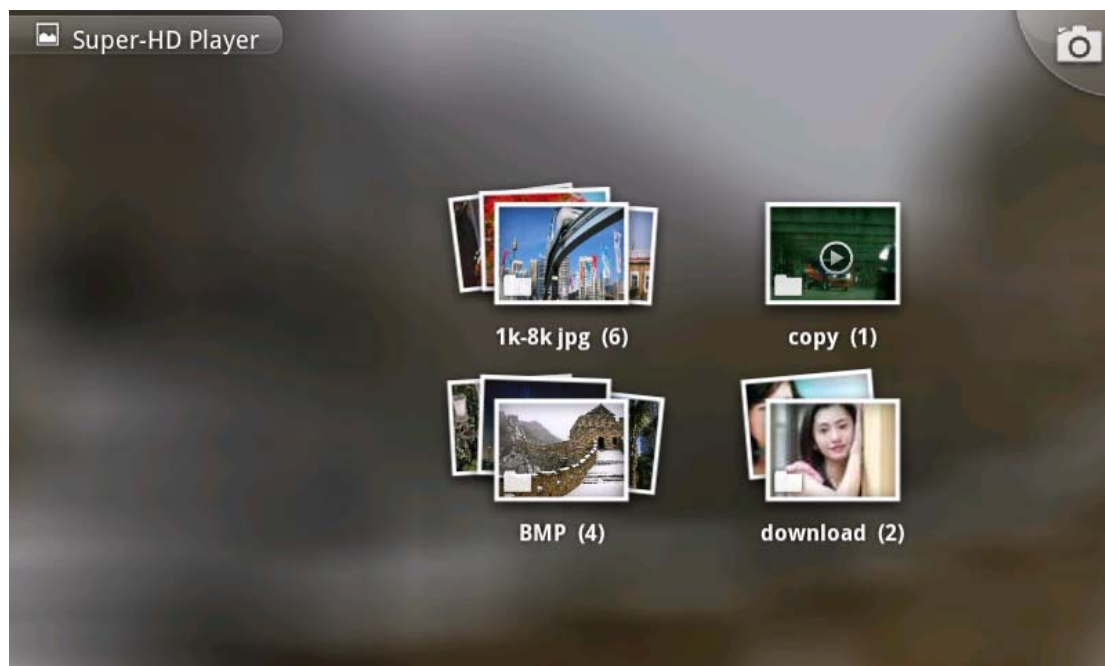 Super-HD Player
1k-8k jpg (6)
copy (1)
BMP (4)
download (2)